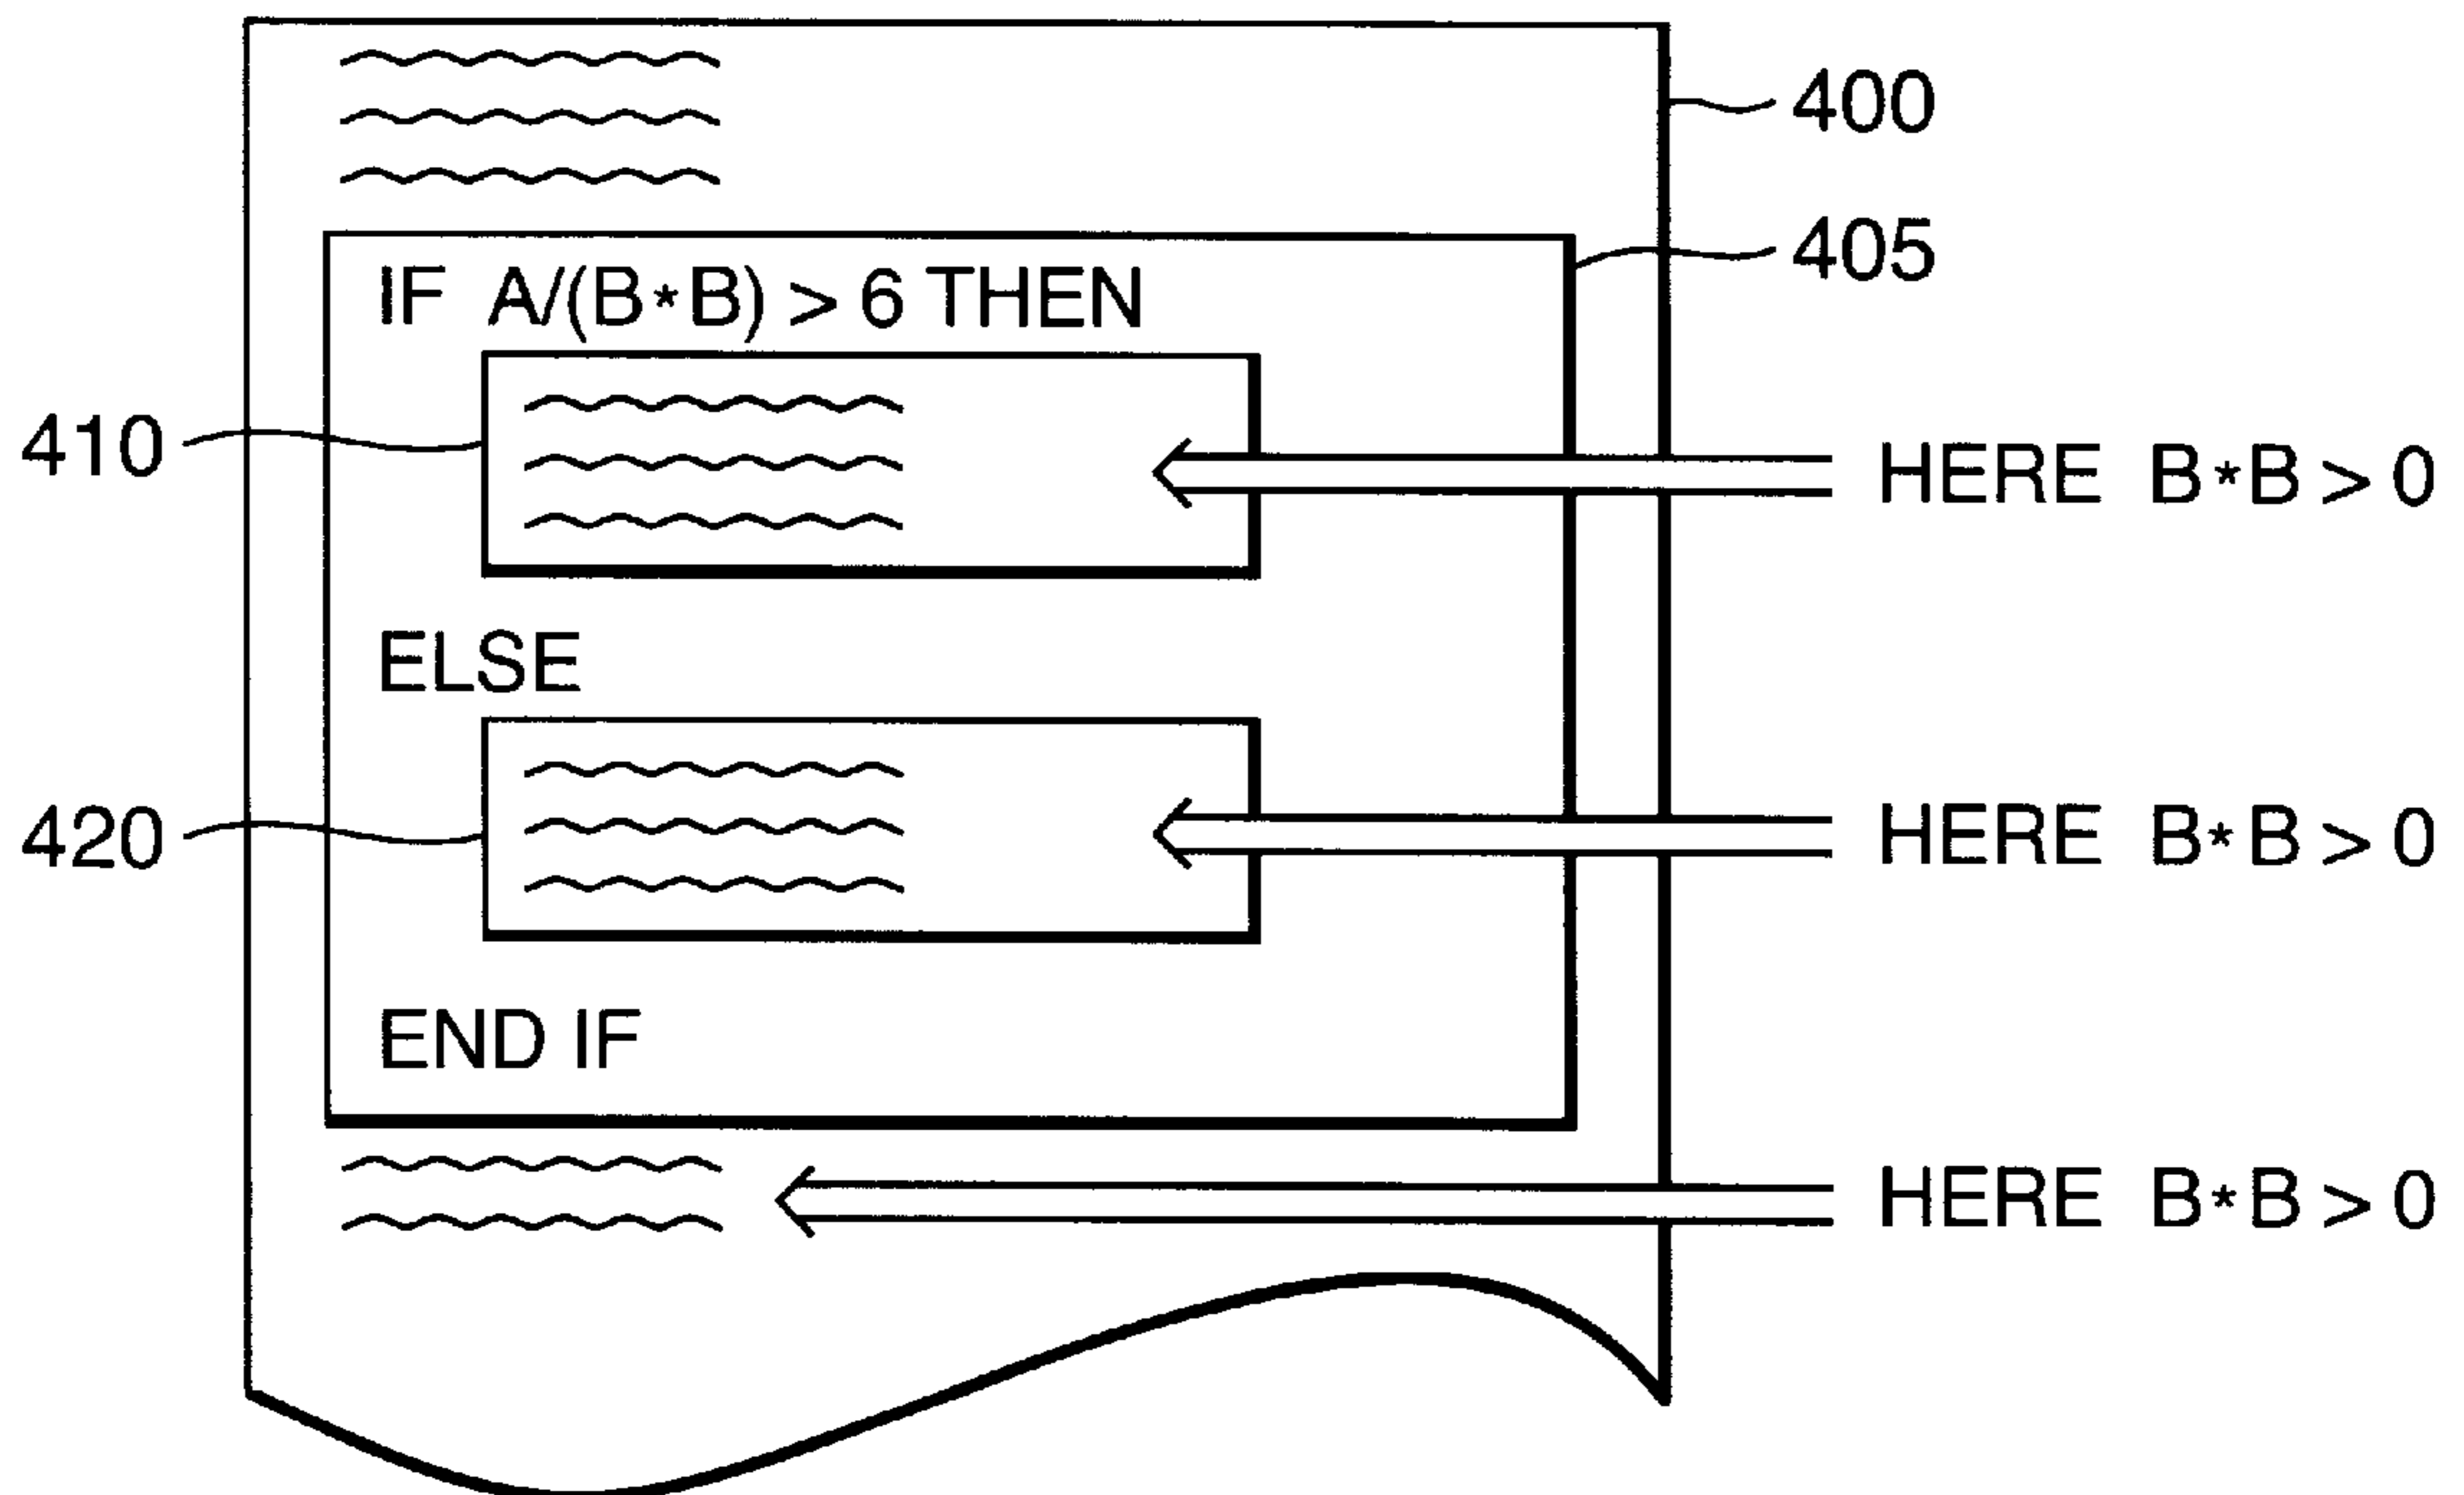 400
405
IF A/(B*B) > 6 THEN
410
HERE B*B > 0
ELSE
420
HERE B*B > 0
END IF
HERE B*B > 0